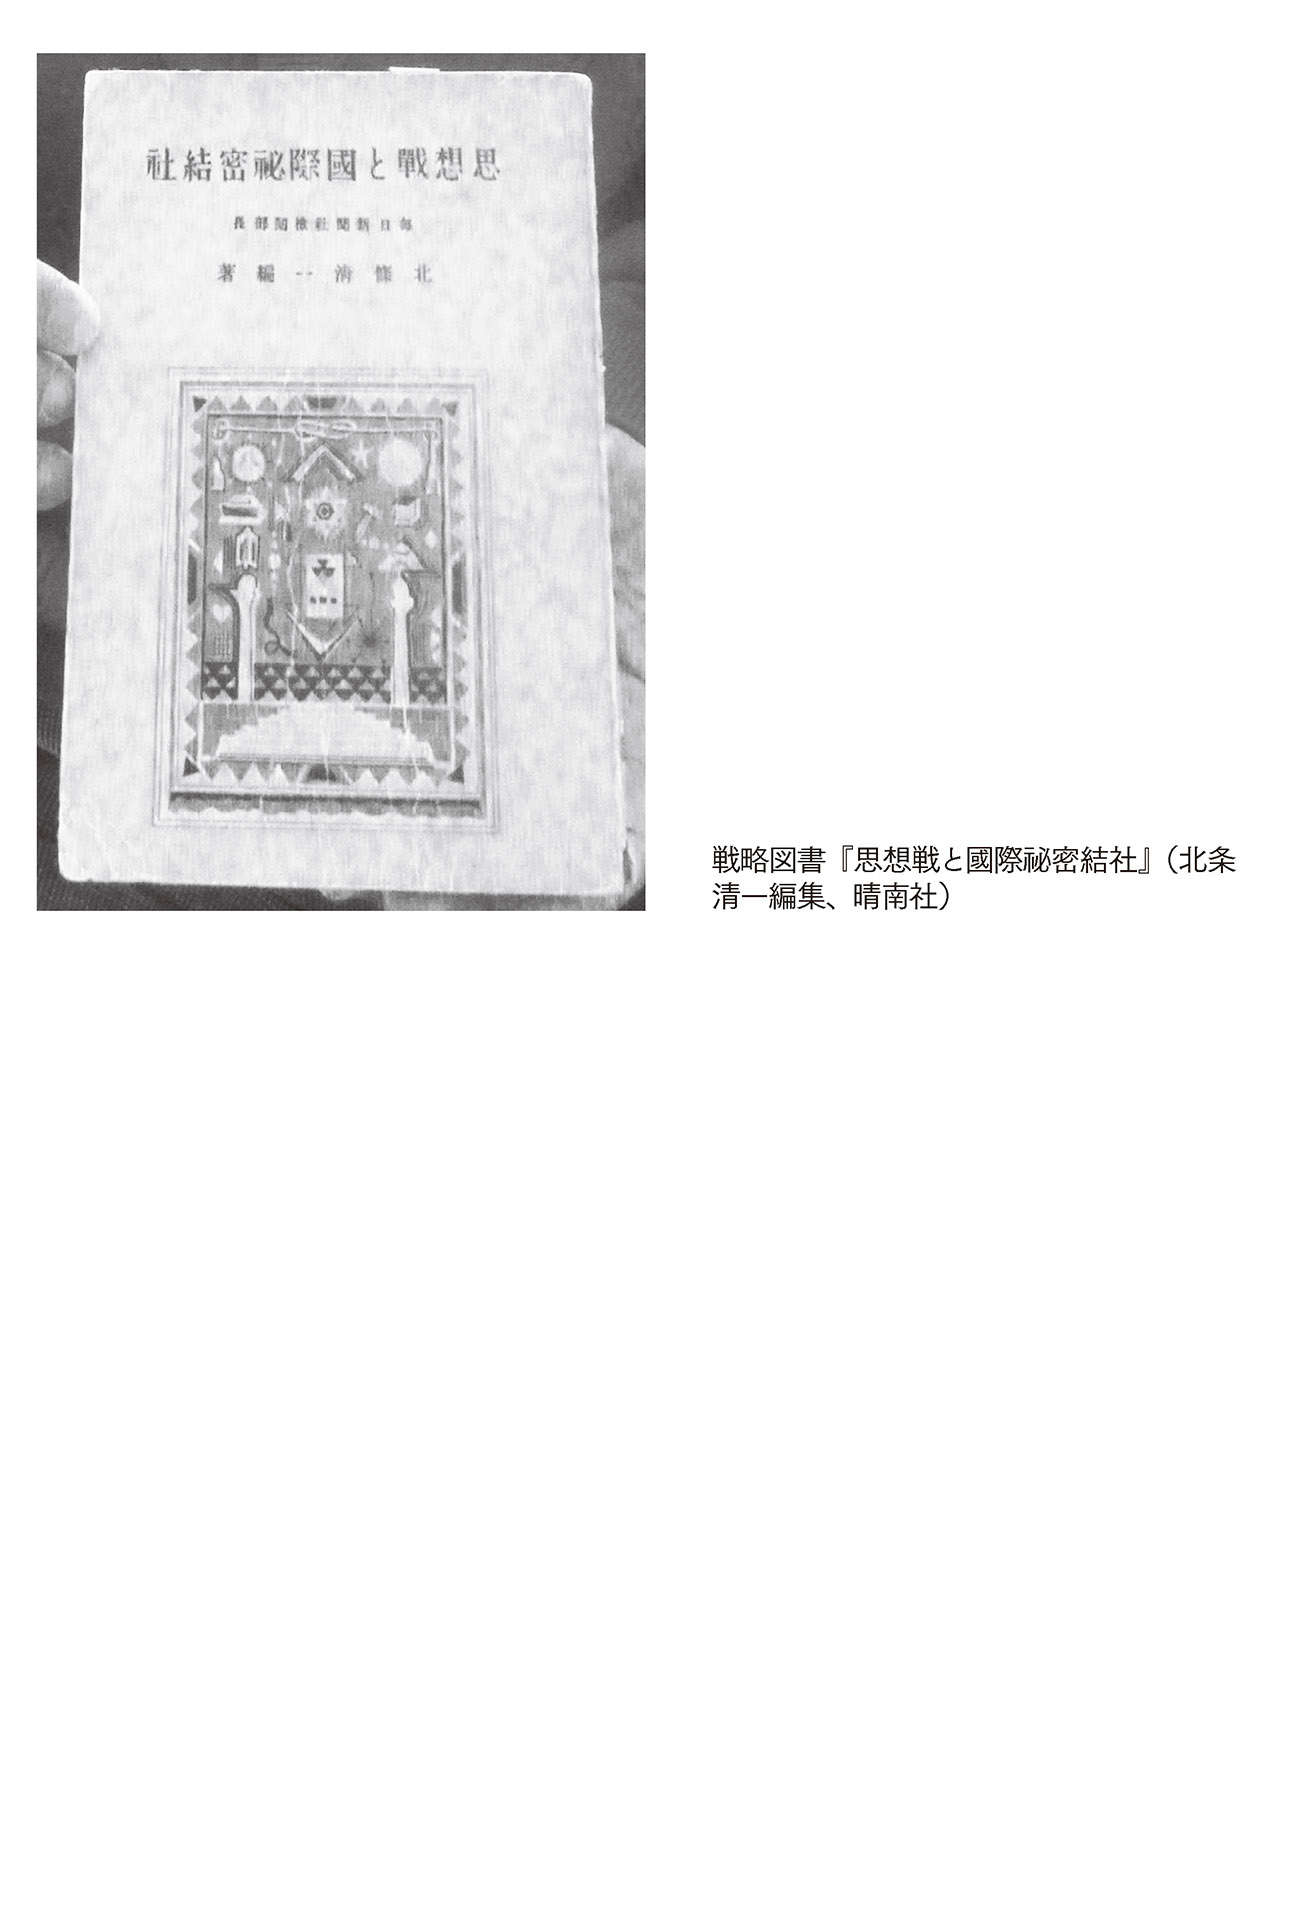 思想戰と國際祕密結社
每日新聞社檢閲部長
北條清一編著
戦略図書『思想戦と國際祕密結社』（北条
清一編集、晴南社）